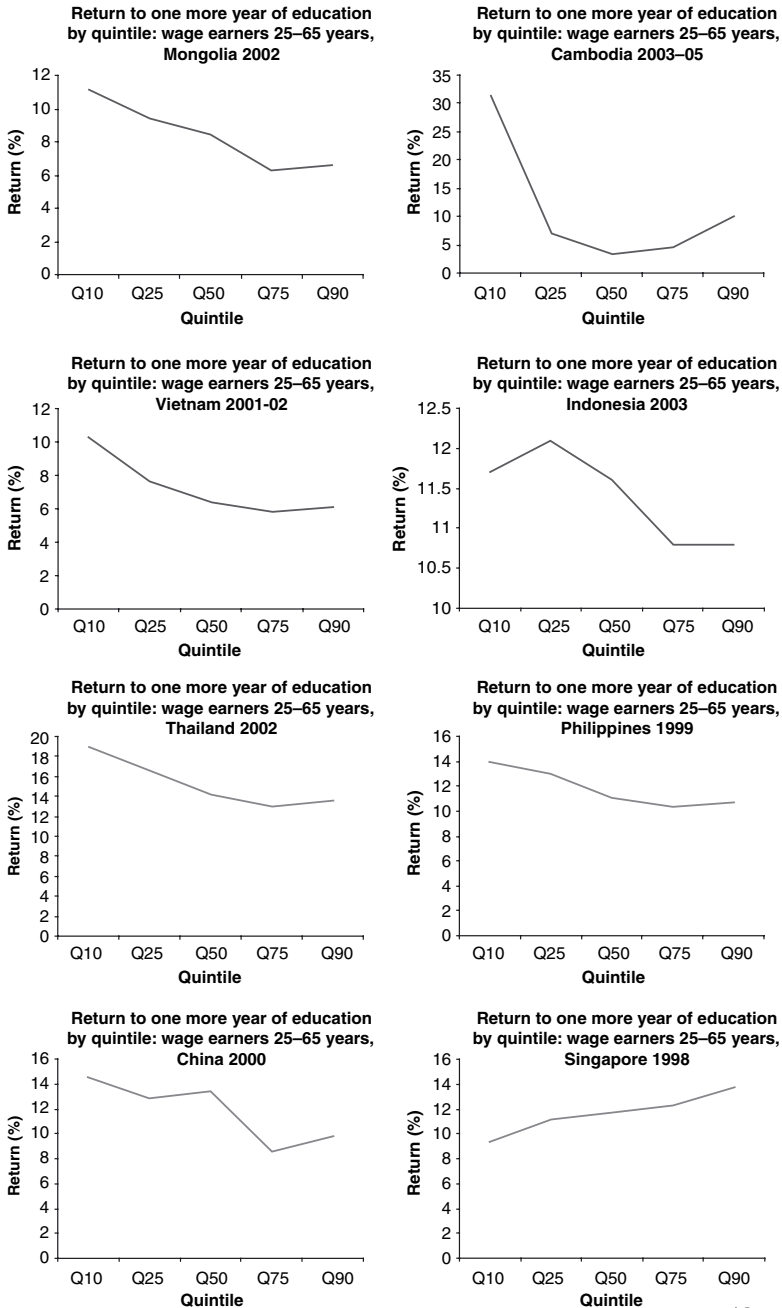 Return to one more year of education
by quintile: wage earners 25–65 years,
Mongolia 2002
12
10
8
6
4
2
0
Return (%)
Q10 Q25 Q50 Q75 Q90
Quintile
Return to one more year of education
by quintile: wage earners 25–65 years,
Cambodia 2003–05
35
30
25
20
15
10
5
0
Return (%)
Q10 Q25 Q50 Q75 Q90
Quintile
Return to one more year of education
by quintile: wage earners 25–65 years,
Vietnam 2001-02
12
10
8
6
4
2
0
Return (%)
Q10 Q25 Q50 Q75 Q90
Quintile
Return to one more year of education
by quintile: wage earners 25–65 years,
Indonesia 2003
12.5
12
11.5
11
10.5
10
Return (%)
Q10 Q25 Q50 Q75 Q90
Quintile
Return to one more year of education
by quintile: wage earners 25–65 years,
Thailand 2002
20
18
16
14
12
10
8
6
4
2
0
Return (%)
Q10 Q25 Q50 Q75 Q90
Quintile
Return to one more year of education
by quintile: wage earners 25–65 years,
Philippines 1999
16
14
12
10
8
6
4
2
0
Return (%)
Q10 Q25 Q50 Q75 Q90
Quintile
Return to one more year of education
by quintile: wage earners 25–65 years,
China 2000
16
14
12
10
8
6
4
2
0
Return (%)
Q10 Q25 Q50 Q75 Q90
Quintile
Return to one more year of education
by quintile: wage earners 25–65 years,
Singapore 1998
16
14
12
10
8
6
4
2
0
Return (%)
Q10 Q25 Q50 Q75 Q90
Quintile